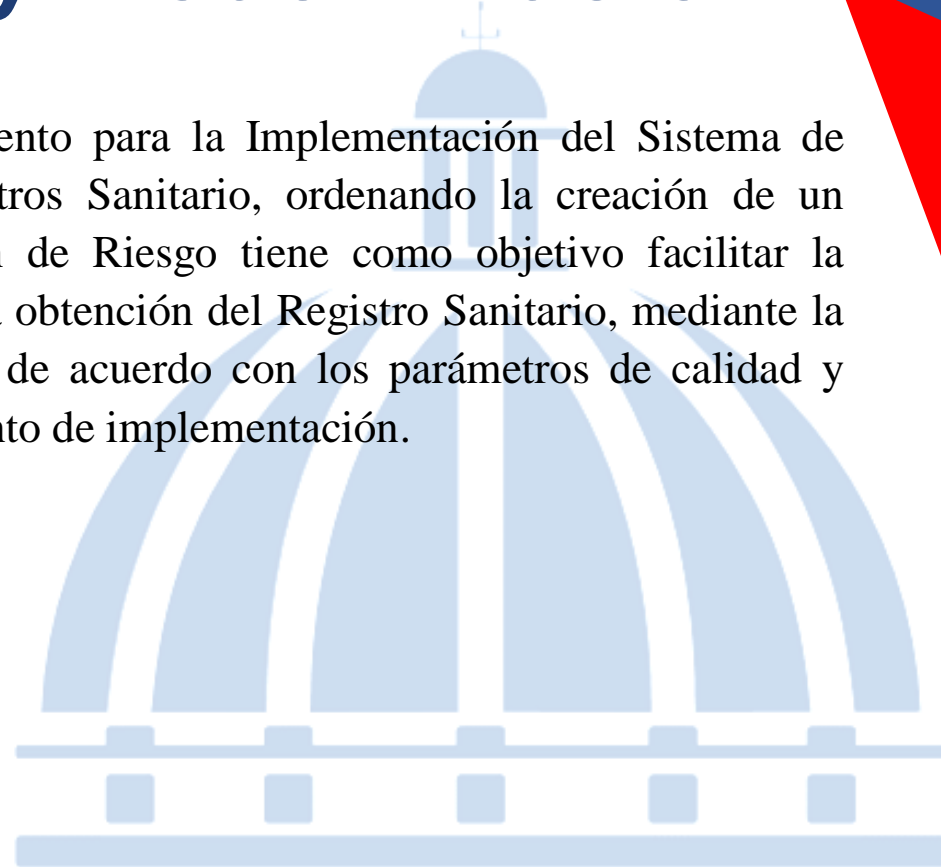 ento para la Implementación del Sistema de
tros Sanitario, ordenando la creación de un
de Riesgo tiene como objetivo facilitar la
obtención del Registro Sanitario, mediante la
de acuerdo con los parámetros de calidad y
nto de implementación.